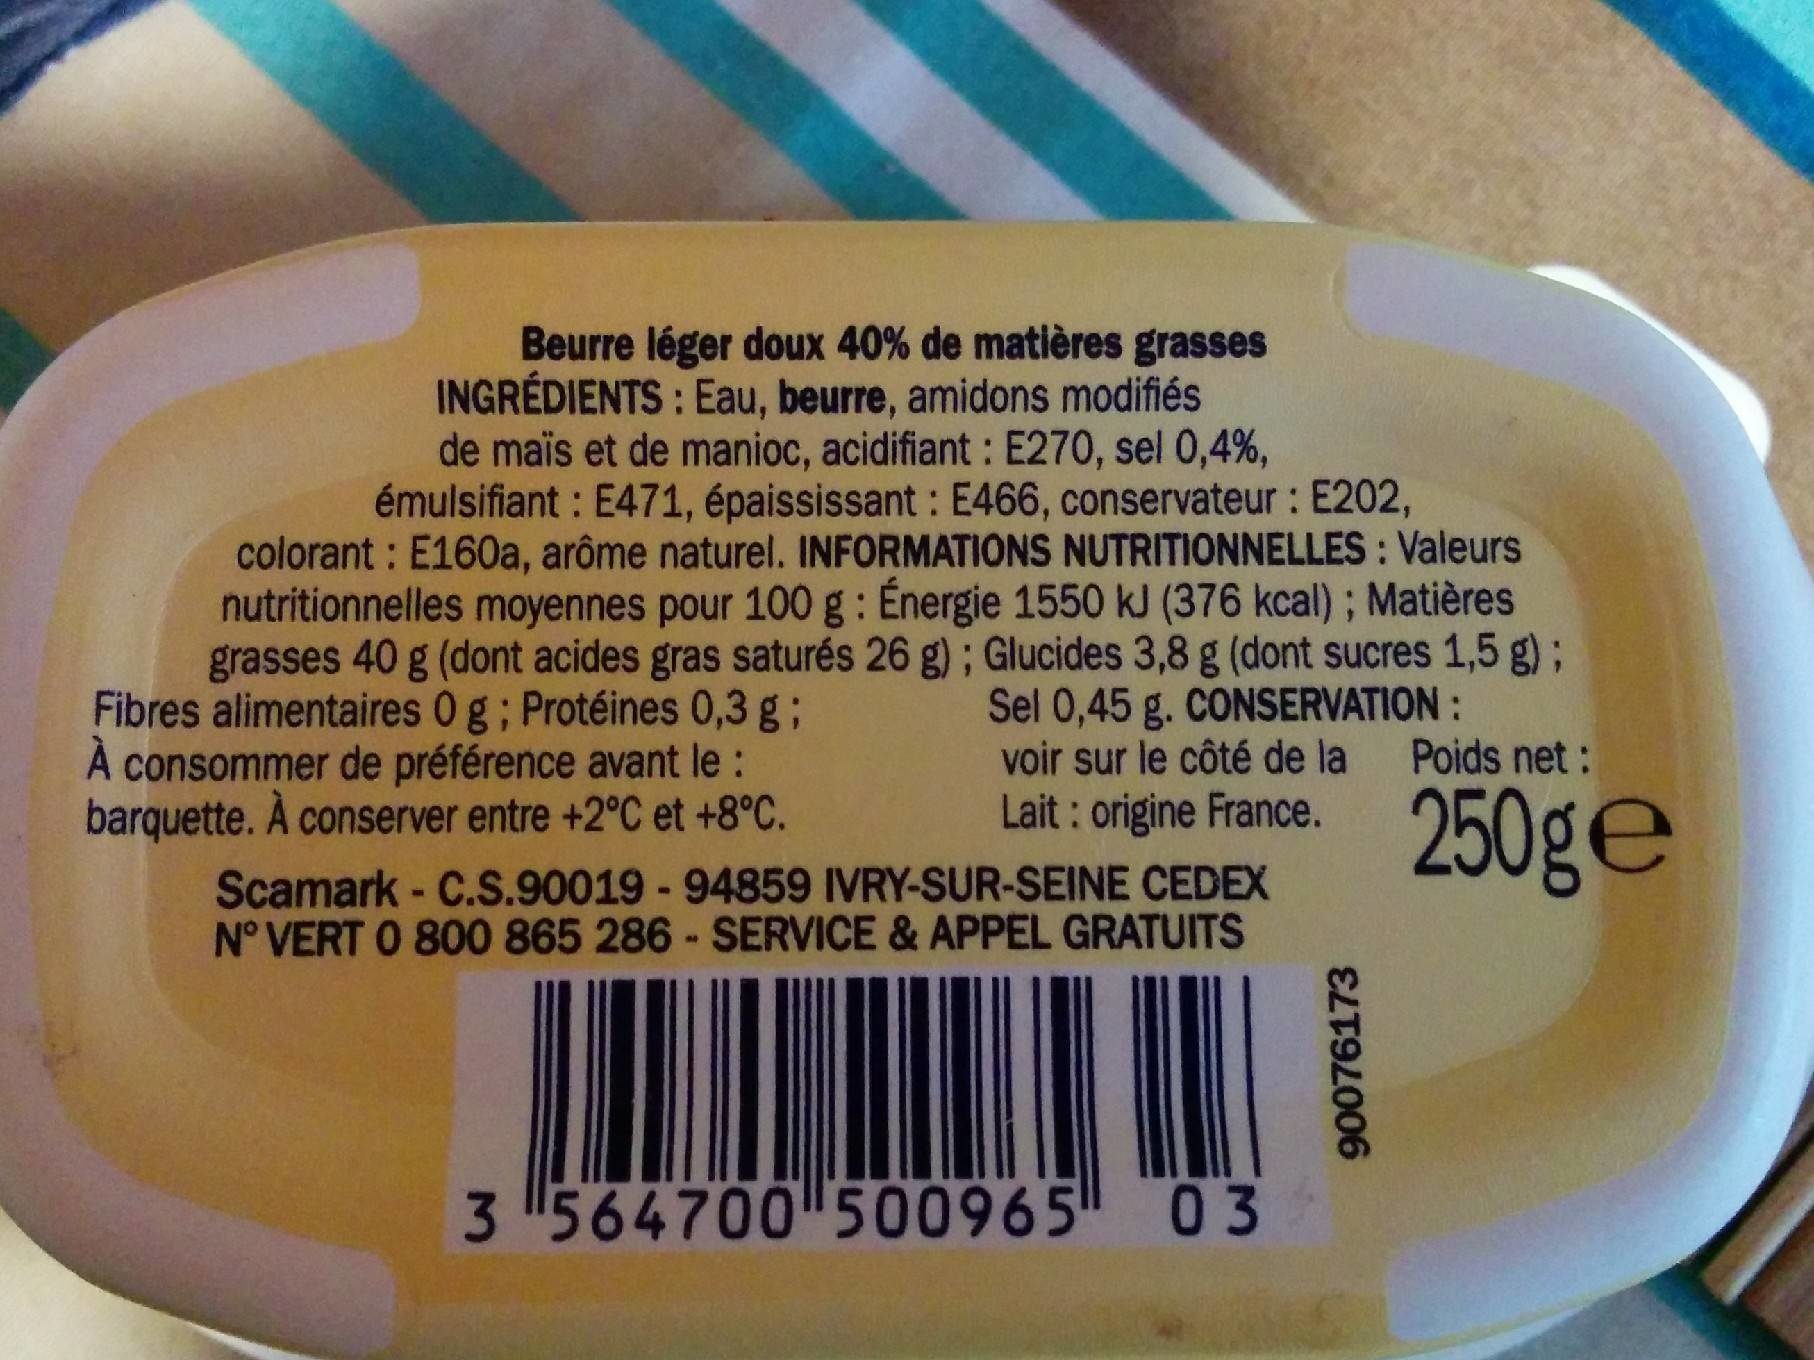 Beurre léger doux 40% de matières grasses
INGRÉDIENTS : Eau, beurre, amidons modifiés
de maïs et de manioc, acidifiant : E270, sel 0,4%,
émulsifiant : E471, épaississant : E466, conservateur : E202,
colorant : E160a, arôme naturel. INFORMATIONS NUTRITIONNELLES : Valeurs
nutritionnelles moyennes pour 100 g : Énergie 1550 kJ (376 kcal) ; Matières
grasses 40 g (dont acides gras saturés 26 g) ; Glucides 3,8 g (dont sucres 1,5 g) ;
Fibres alimentaires 0 g ; Protéines 0,3 g ; Sel 0,45 g. CONSERVATION :
À consommer de préférence avant le : voir sur le côté de la
barquette. À conserver entre +2°C et +8°C. Lait : origine France.
Poids net :
250g e
Scamark - C.S.90019 - 94859 IVRY-SUR-SEINE CEDEX
N° VERT 0 800 865 286 - SERVICE & APPEL GRATUITS
90076173
3 564700 500965 03